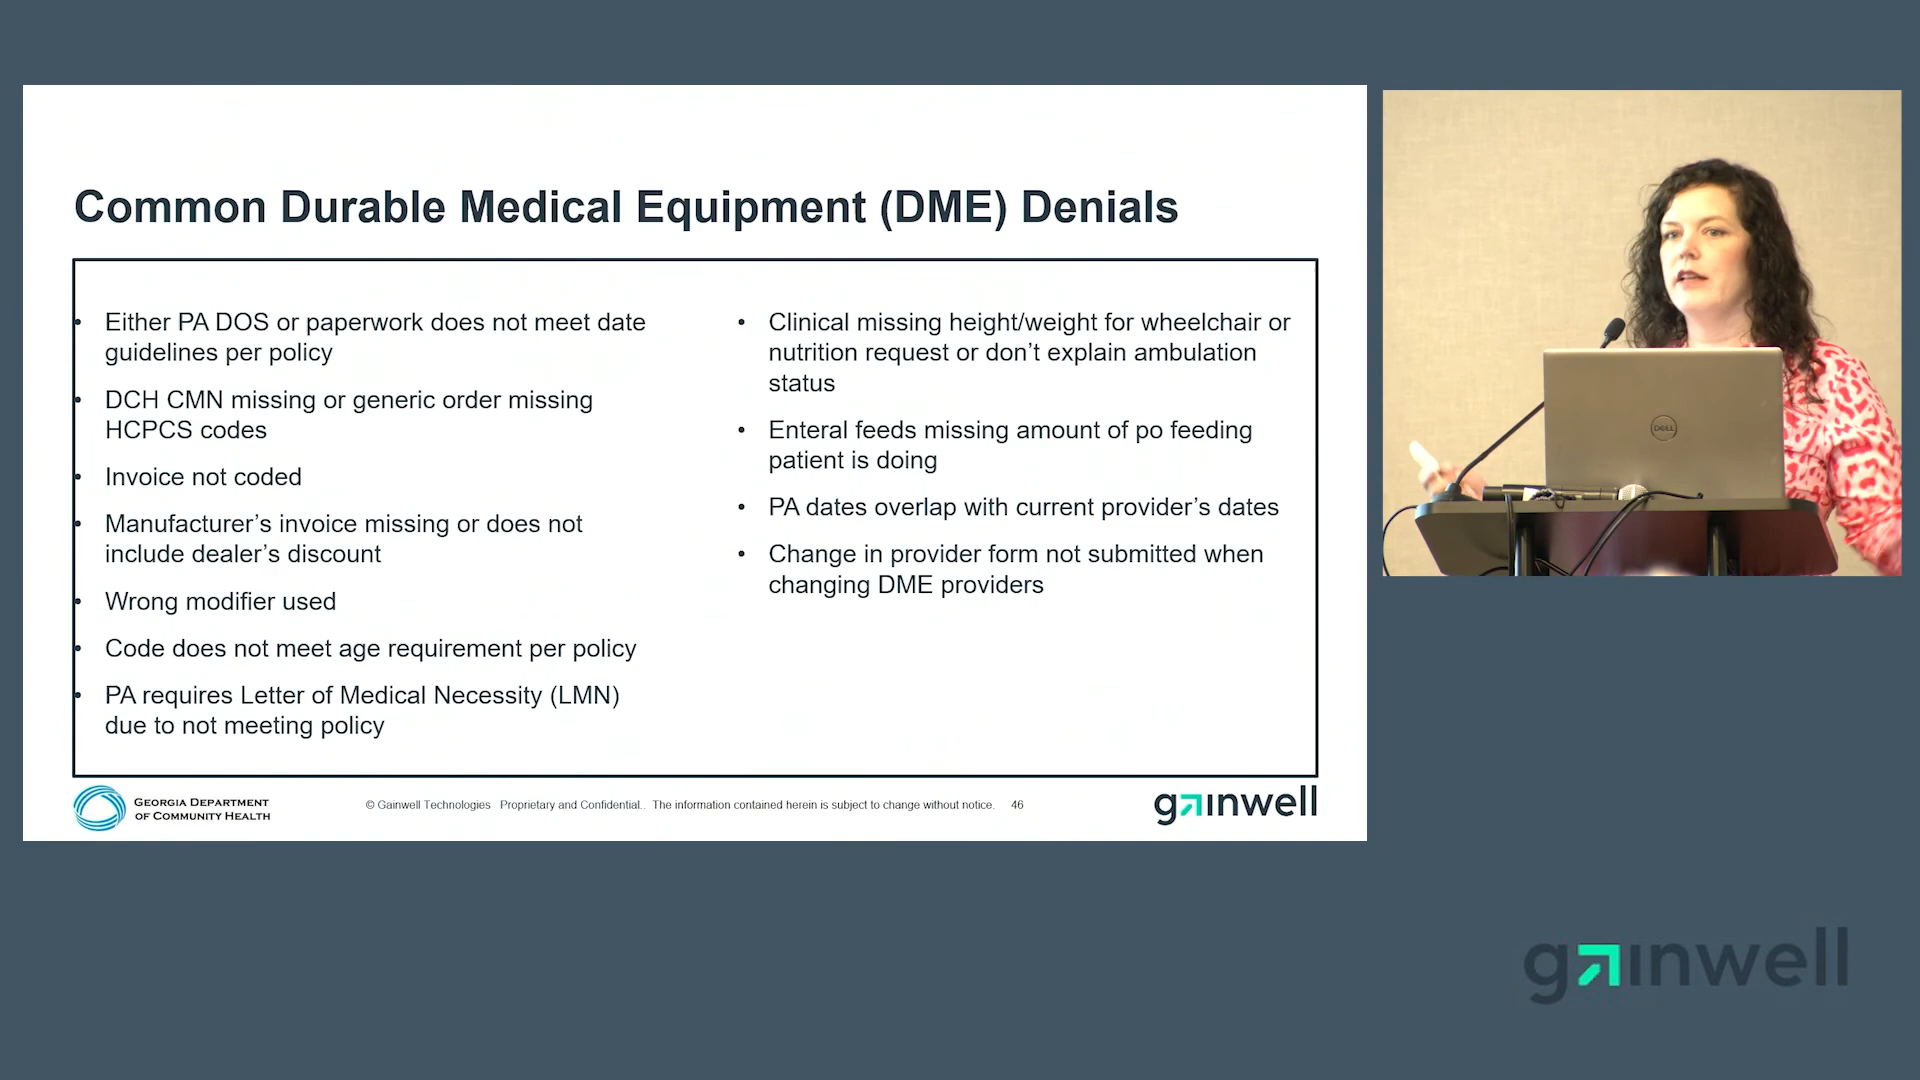 Common Durable Medical Equipment (DME) Denials
• Either PA DOS or paperwork does not meet date
guidelines per policy
• DCH CMN missing or generic order missing
HCPCS codes
• Invoice not coded
• Manufacturer’s invoice missing or does not
include dealer’s discount
• Wrong modifier used
• Code does not meet age requirement per policy
• PA requires Letter of Medical Necessity (LMN)
due to not meeting policy
• Clinical missing height/weight for wheelchair or
nutrition request or don’t explain ambulation
status
• Enteral feeds missing amount of po feeding
patient is doing
• PA dates overlap with current provider’s dates
• Change in provider form not submitted when
changing DME providers
GEORGIA DEPARTMENT
OF COMMUNITY HEALTH
© Gainwell Technologies Proprietary and Confidential.. The information contained herein is subject to change without notice. 46
gainwell
DELL
gainwell